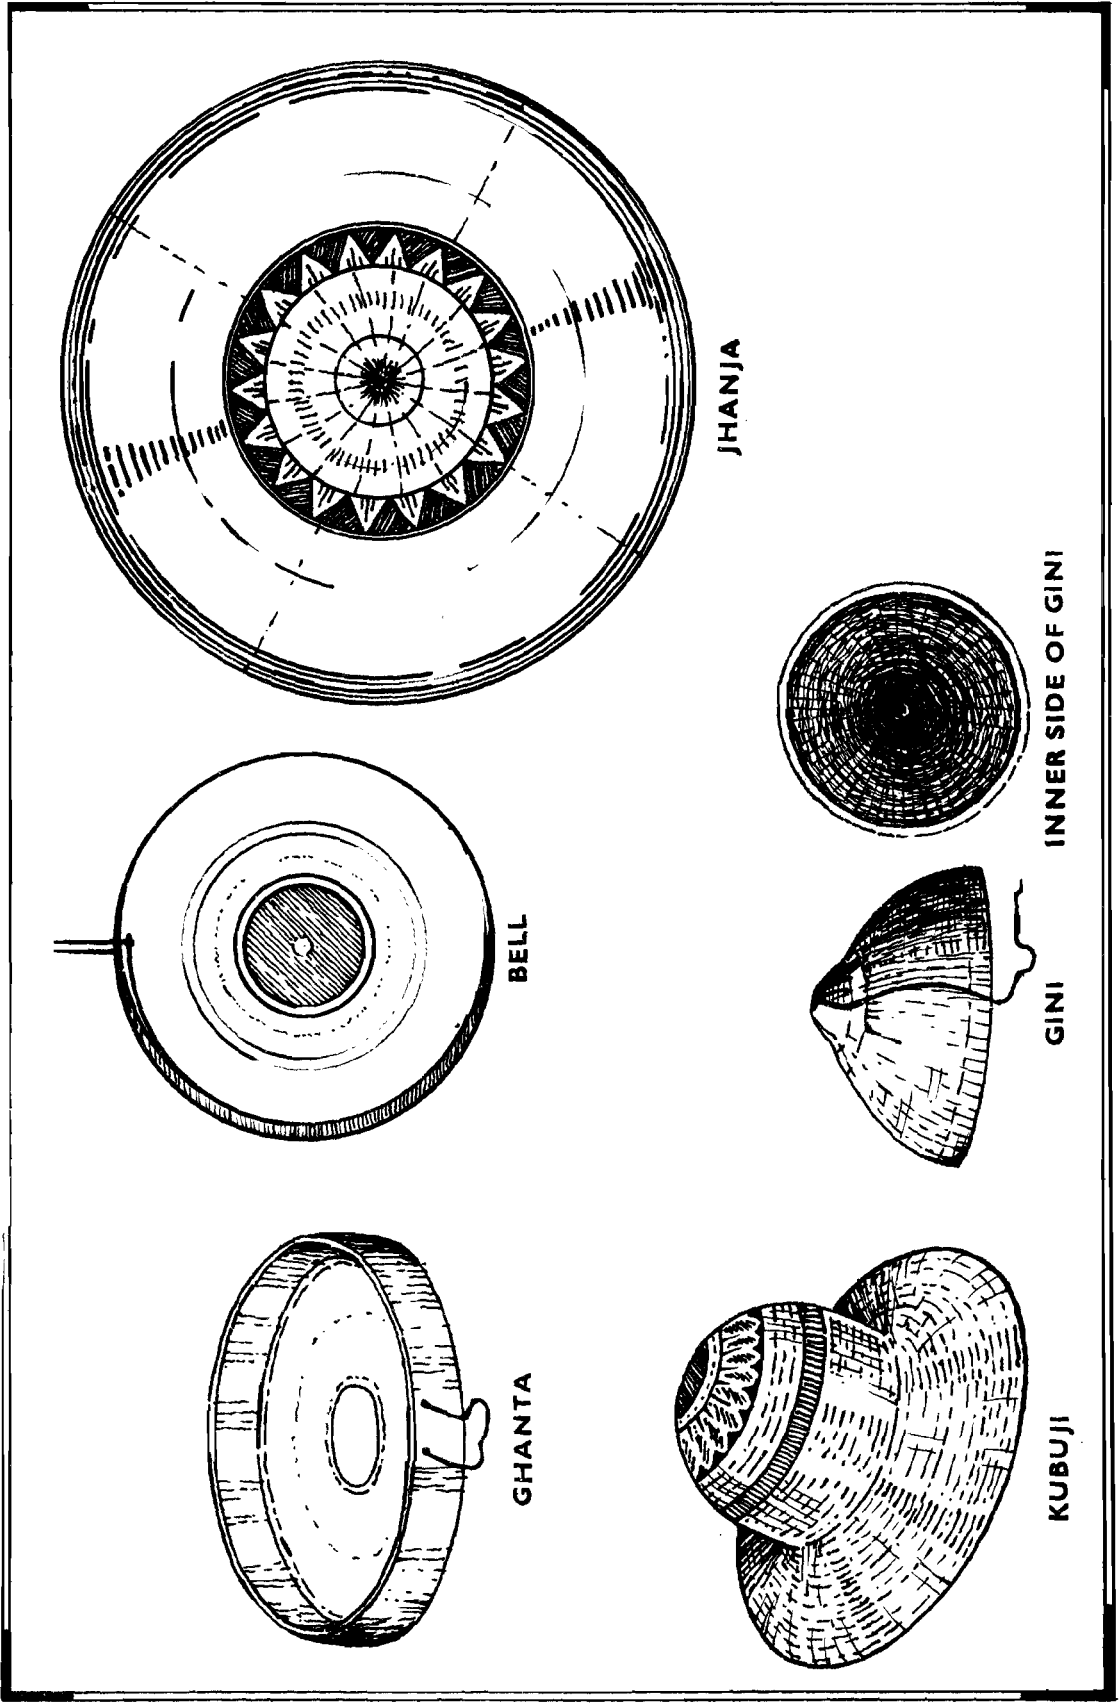 GHANTA
BELL
JHANJA
KUBUJI
GINI
INNER SIDE OF GINI